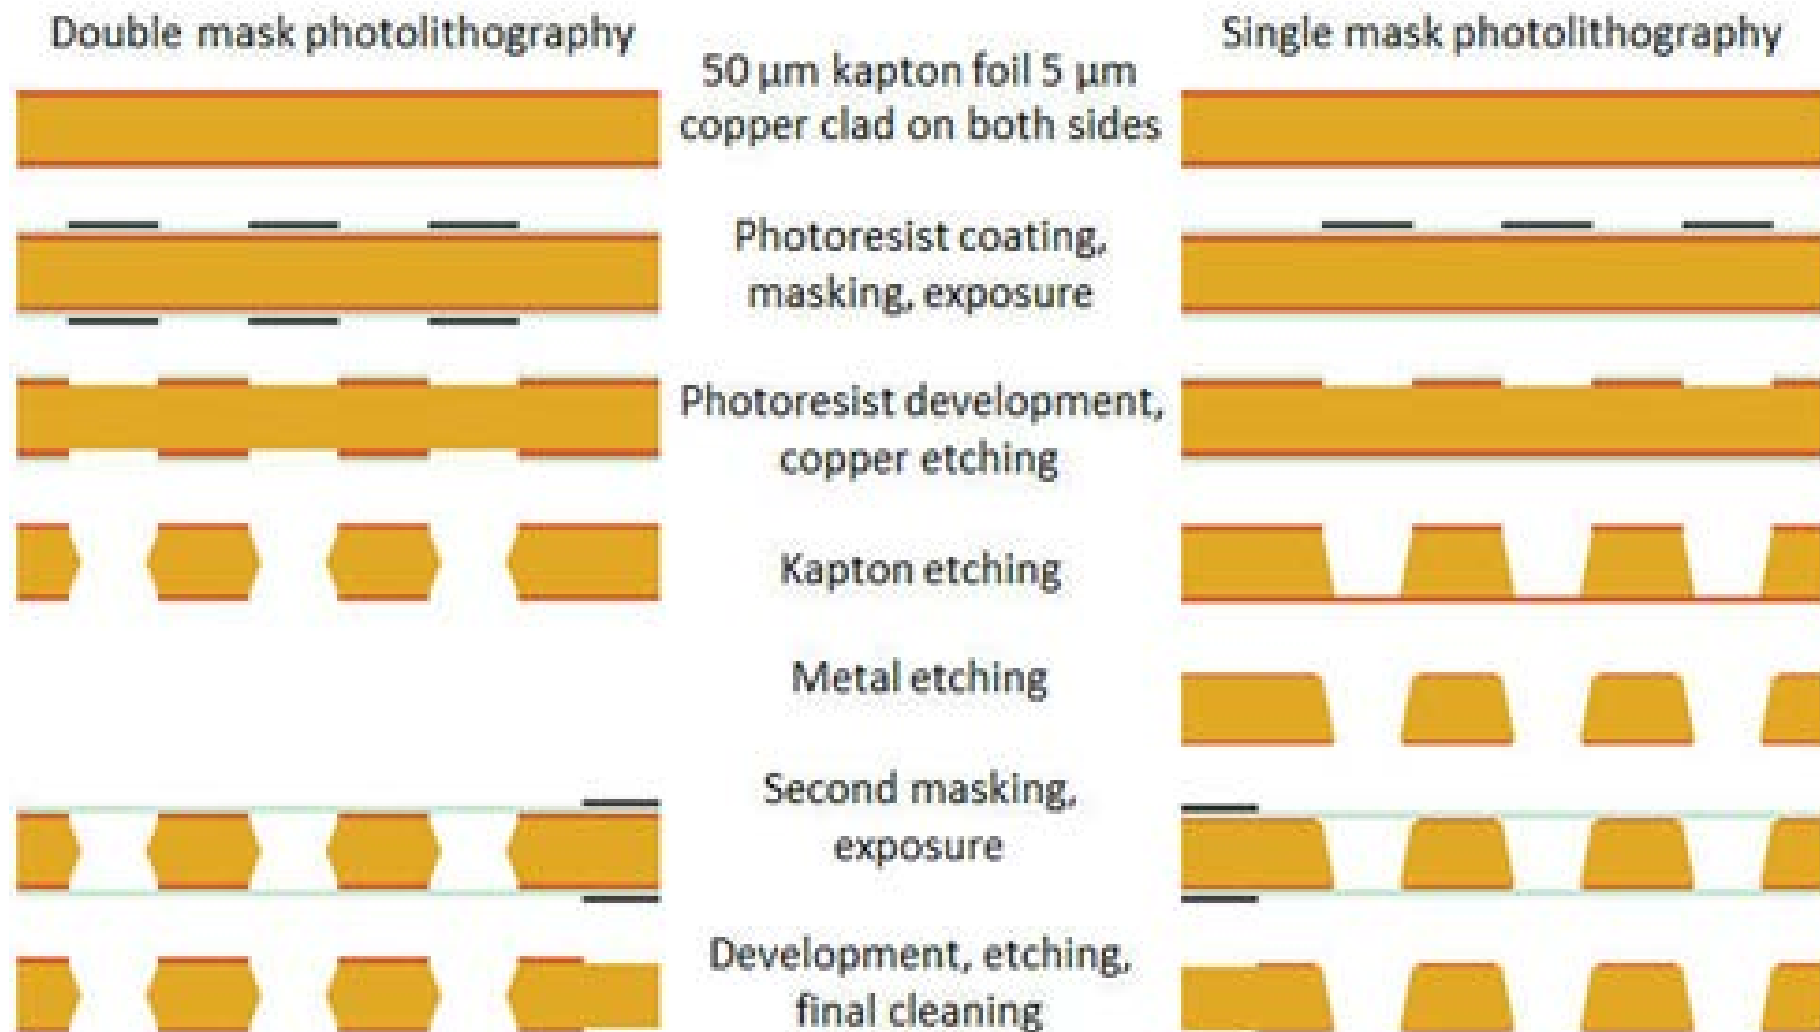 Double mask photolithography
Single mask photolithography
50 μm kapton foil 5 μm
copper clad on both sides
Photoresist coating,
masking, exposure
Photoresist development,
copper etching
Kapton etching
Metal etching
Second masking,
exposure
Development, etching,
final cleaning